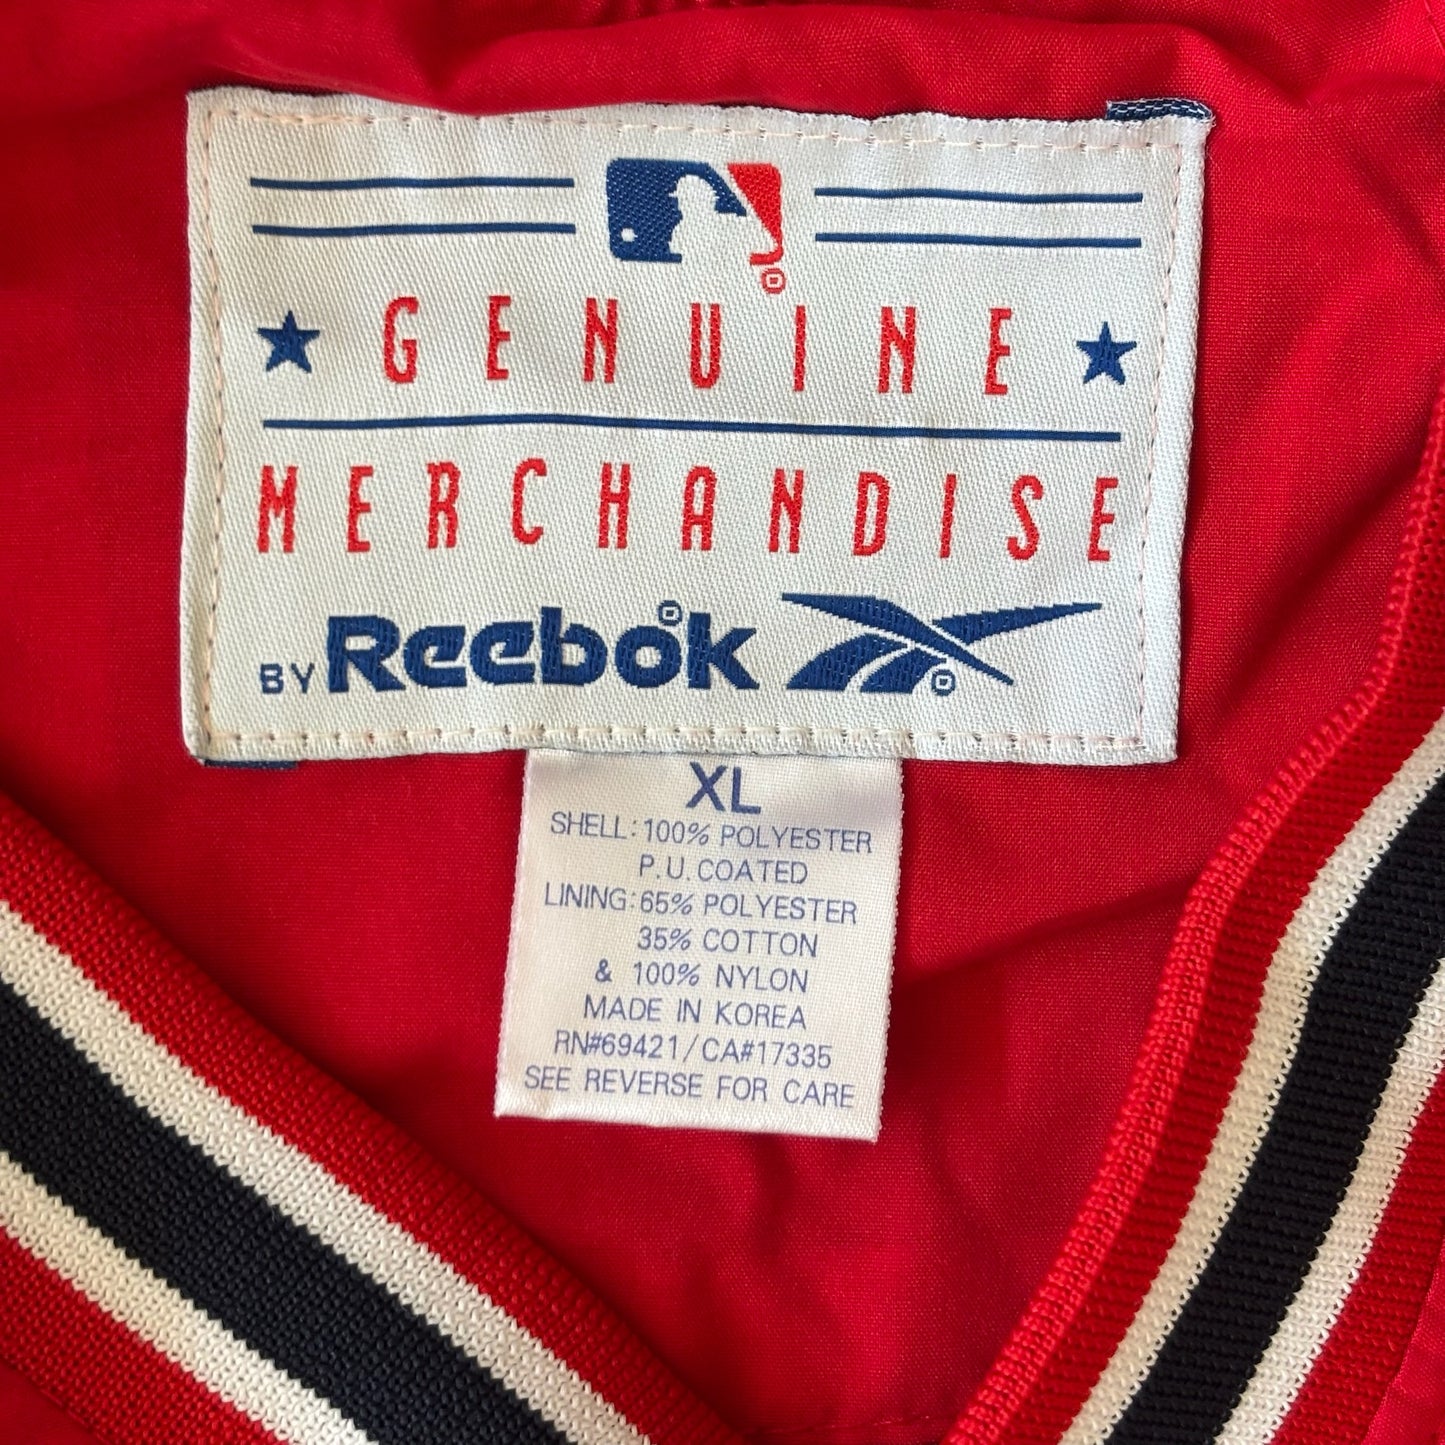 GENUINE
MERCHANDISE
BY Reebok
XL
SHELL: 100% POLYESTER
P.U. COATED
LINING: 65% POLYESTER
35% COTTON
& 100% NYLON
MADE IN KOREA
RN#69421/CA#17335
SEE REVERSE FOR CARE